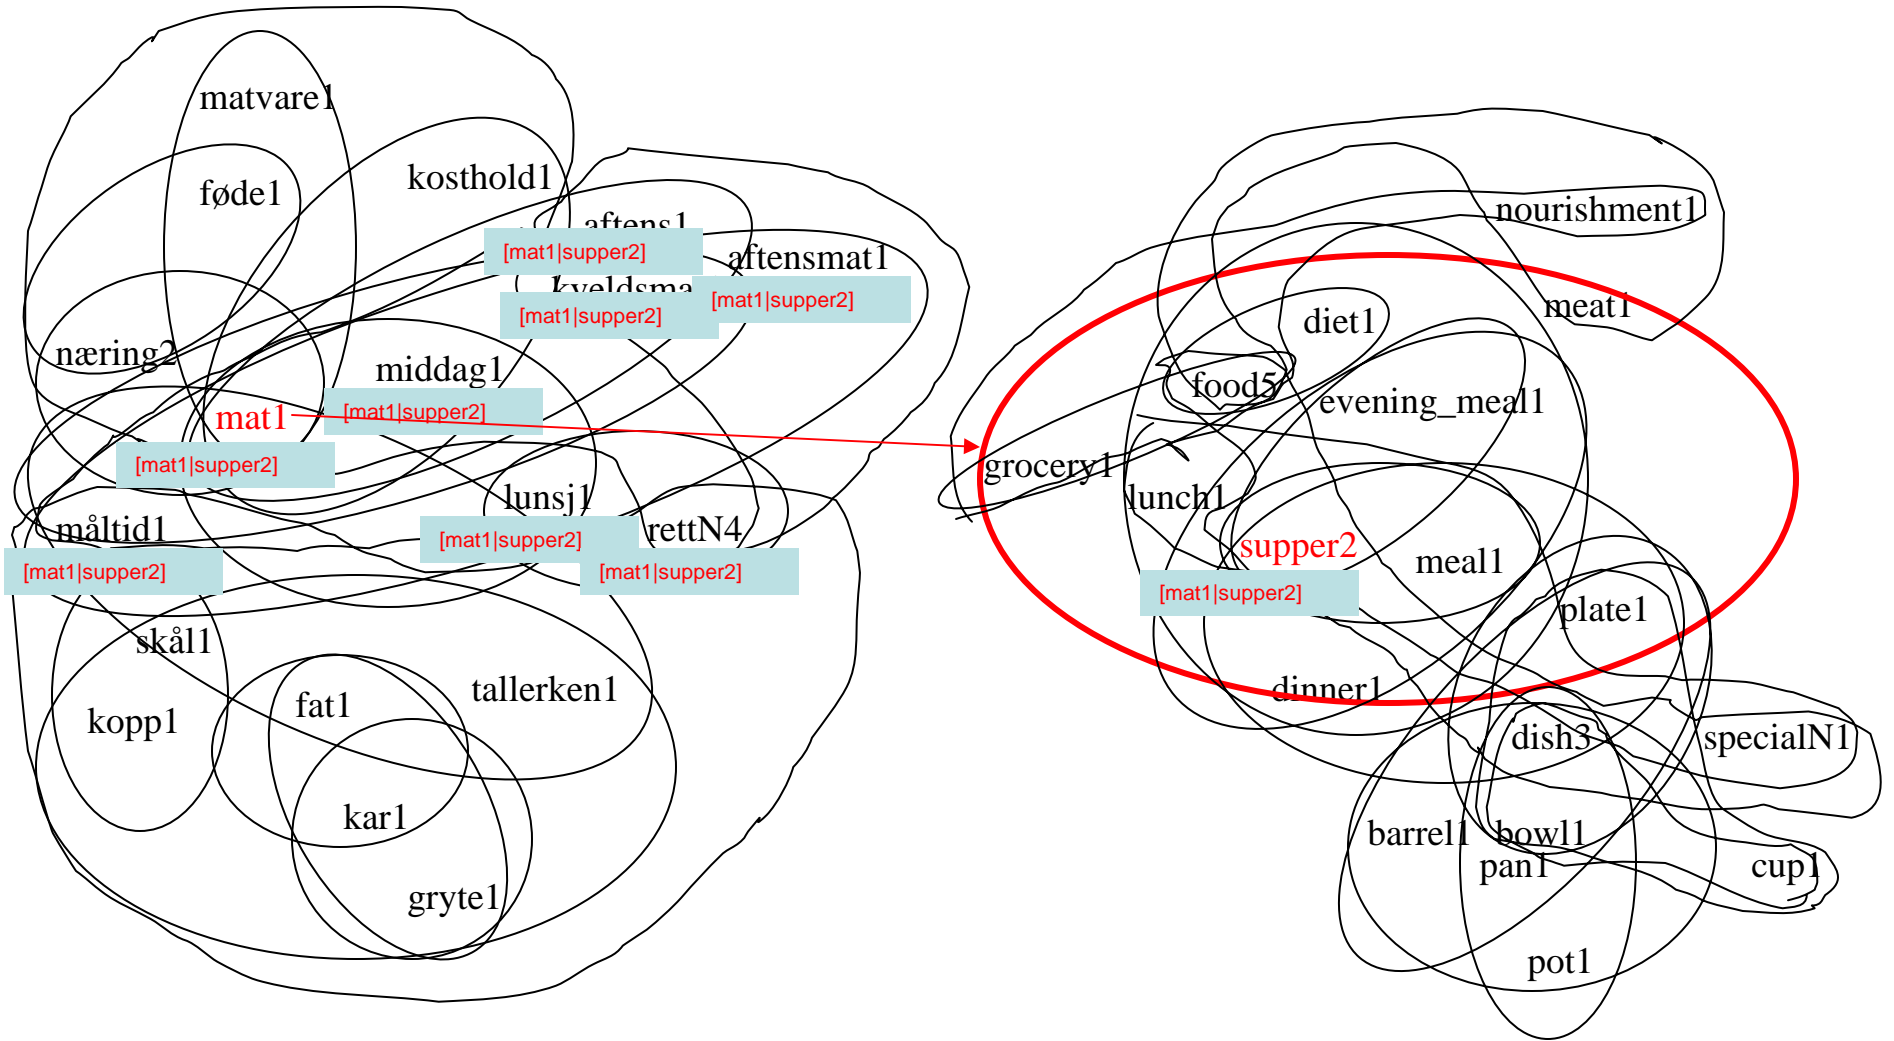 matvare1
føde1
kosthold1
aftens1
[mat1|supper2]
aftensmat1
kveldsma
[mat1|supper2]
[mat1|supper2]
næring2
middag1
mat1
[mat1|supper2]
[mat1|supper2]
lunsj1
måltid1
rettN4
[mat1|supper2]
[mat1|supper2]
[mat1|supper2]
skål1
tallerken1
fat1
kopp1
kar1
gryte1
nourishment1
meat1
diet1
food5
evening_meal1
grocery1
lunch1
supper2
meal1
[mat1|supper2]
plate1
dinner1
dish3
specialN1
barrel1
bowl1
pan1
cup1
pot1